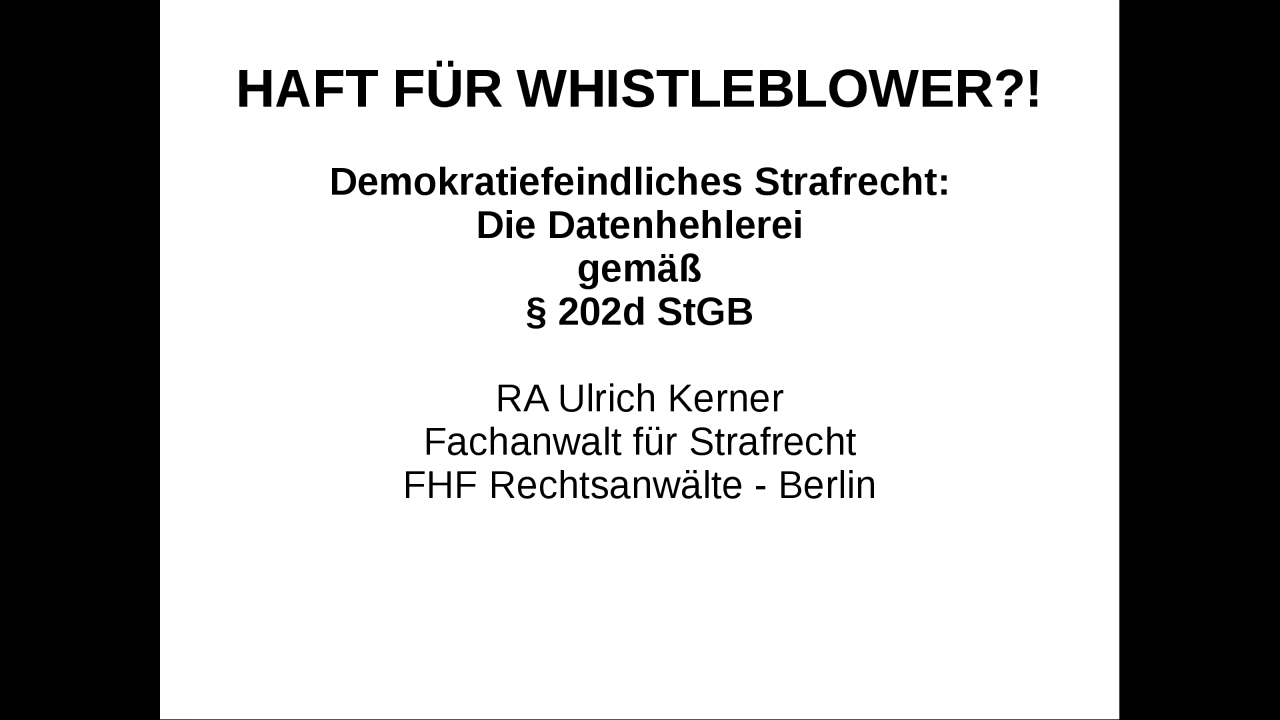 HAFT FÜR WHISTLEBLOWER?!
Demokratiefeindliches Strafrecht:
Die Datenhehlerei
gemäß
§ 202d StGB
RA Ulrich Kerner
Fachanwalt für Strafrecht
FHF Rechtsanwälte - Berlin